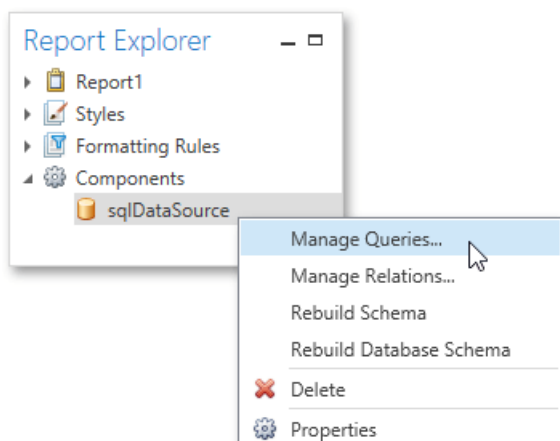 Report Explorer
Report1
Styles
Formatting Rules
Components
sqlDataSource
Manage Queries...
Manage Relations...
Rebuild Schema
Rebuild Database Schema
Delete
Properties